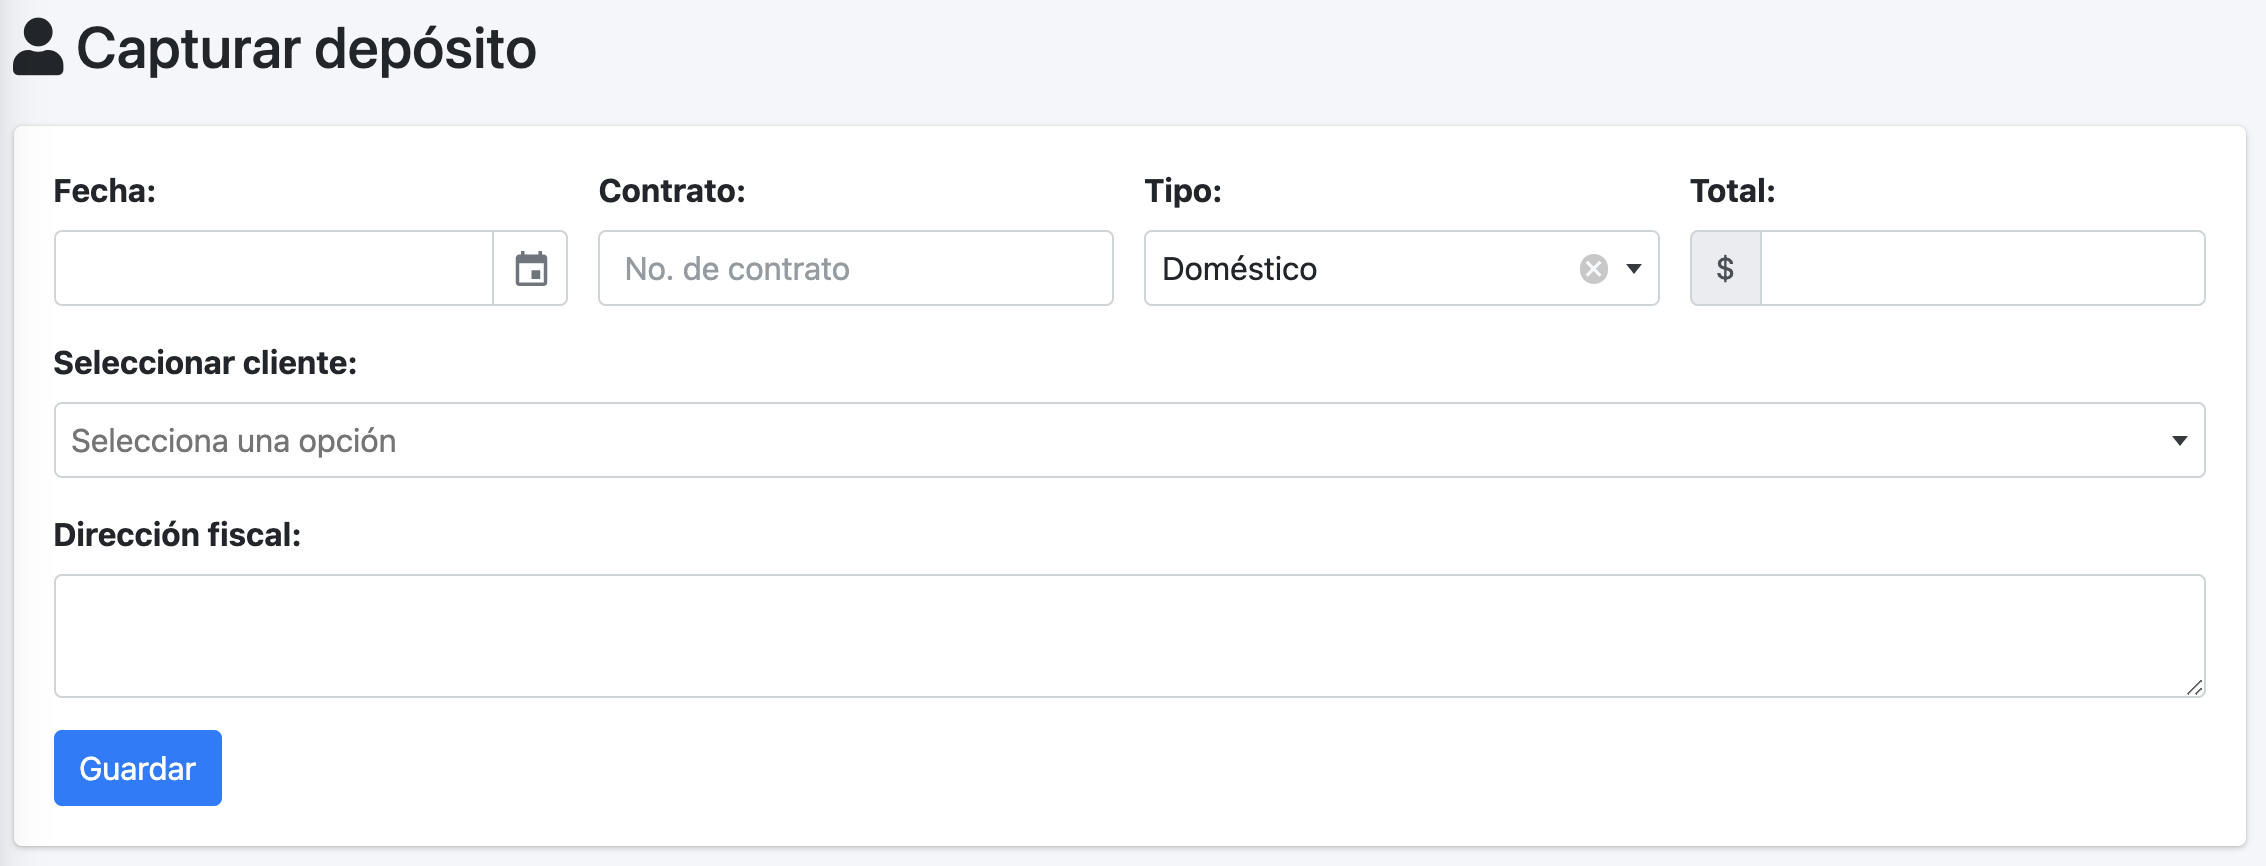 Capturar depósito
Fecha: Contrato: Tipo: Total:
No. de contrato Doméstico $
Seleccionar cliente:
Selecciona una opción
Dirección fiscal:
Guardar